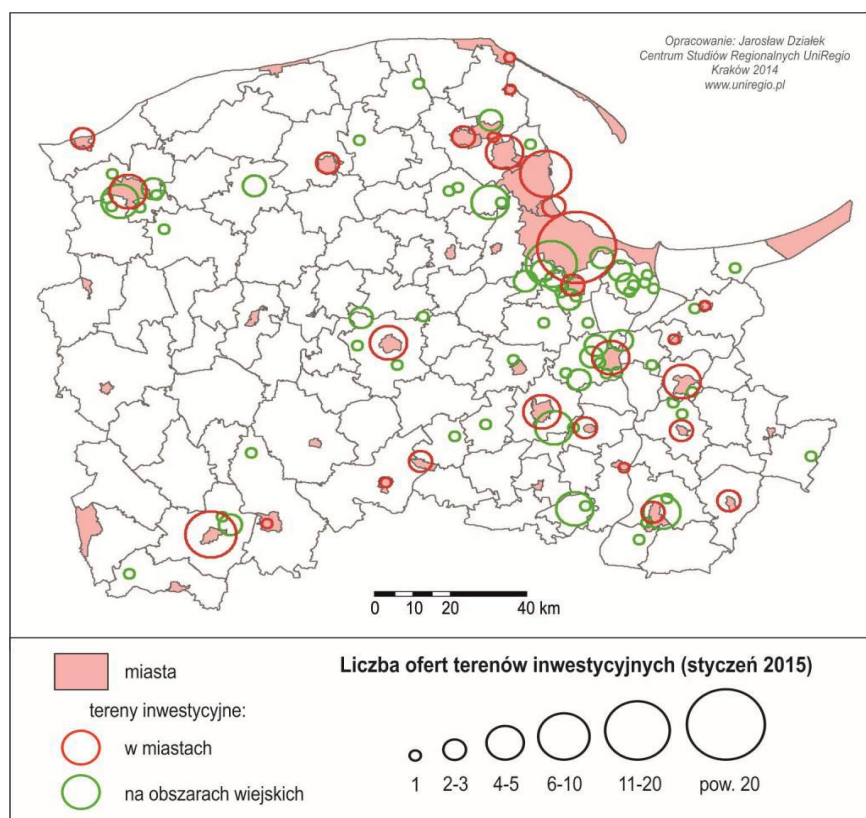 Opracowanie: Jarosław Działek
Centrum Studiów Regionalnych UniRegio
Kraków 2014
www.uniregio.pl
0 10 20 40 km
Liczba ofert terenów inwestycyjnych (styczeń 2015)
miasta
tereny inwestycyjne:
w miastach
na obszarach wiejskich
1 2-3 4-5 6-10 11-20 pow. 20